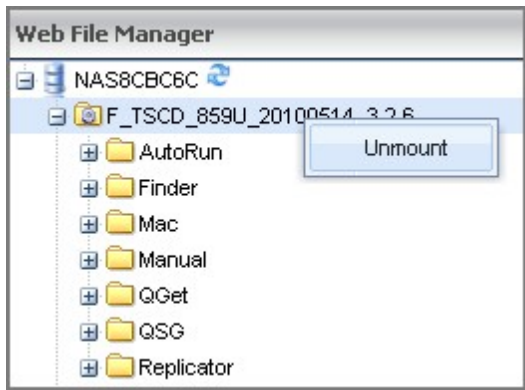 Web File Manager
NAS8CBC6C
F_TSCD_859U_20100514_3.2.6
Unmount
AutoRun
Finder
Mac
Manual
QGet
QSG
Replicator